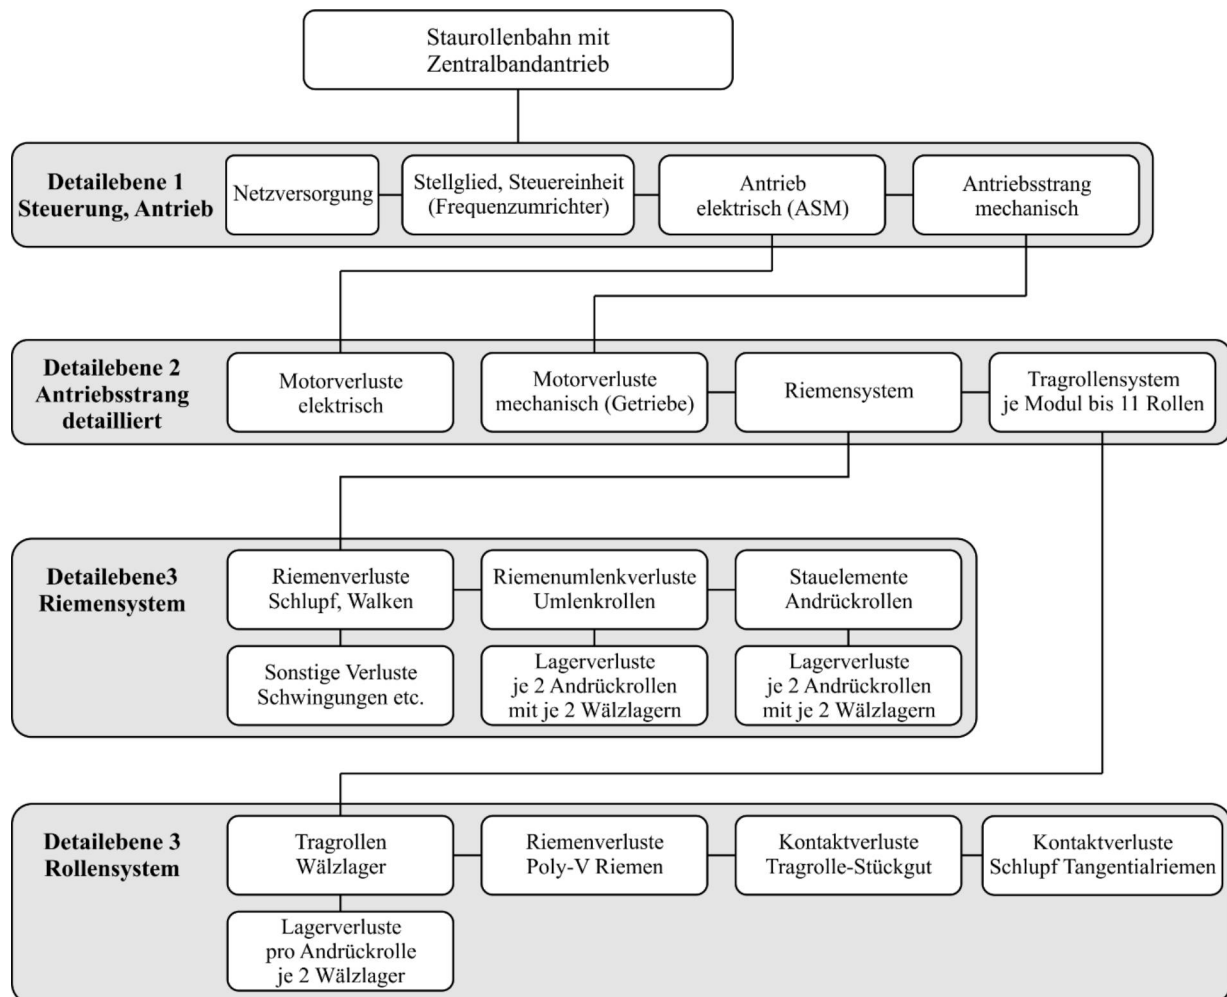 Staurollenbahn mit
Zentralbandantrieb
Detailebene 1
Steuerung, Antrieb
Netzversorgung
Stellglied, Steuereinheit
(Frequenzumrichter)
Antrieb
elektrisch (ASM)
Antriebsstrang
mechanisch
Detailebene 2
Antriebsstrang
detailliert
Motorverluste
elektrisch
Motorverluste
mechanisch (Getriebe)
Riemensystem
Tragrollensystem
je Modul bis 11 Rollen
Detailebene3
Riemensystem
Riemenverluste
Schlupf, Walken
Riemenumlenkverluste
Umlenkrollen
Stauelemente
Andrückrollen
Sonstige Verluste
Schwingungen etc.
Lagerverluste
je 2 Andrückrollen
mit je 2 Wälzlagern
Lagerverluste
je 2 Andrückrollen
mit je 2 Wälzlagern
Detailebene 3
Rollensystem
Tragrollen
Wälzlager
Riemenverluste
Poly-V Riemen
Kontaktverluste
Tragrolle-Stückgut
Kontaktverluste
Schlupf Tangentialriemen
Lagerverluste
pro Andrückrolle
je 2 Wälzlager